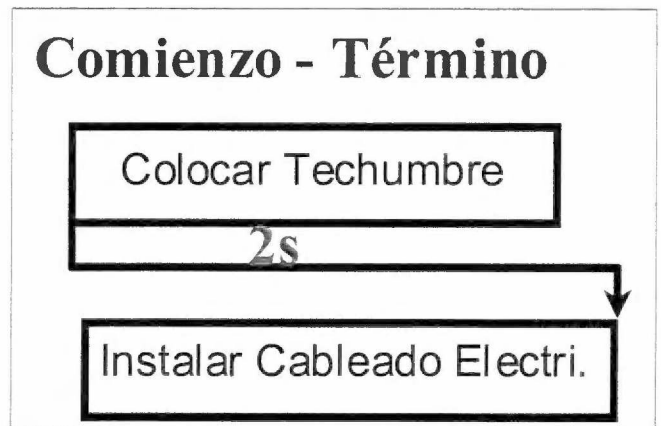 Comienzo - Término
Colocar Techumbre
2s
Instalar Cableado Electri.